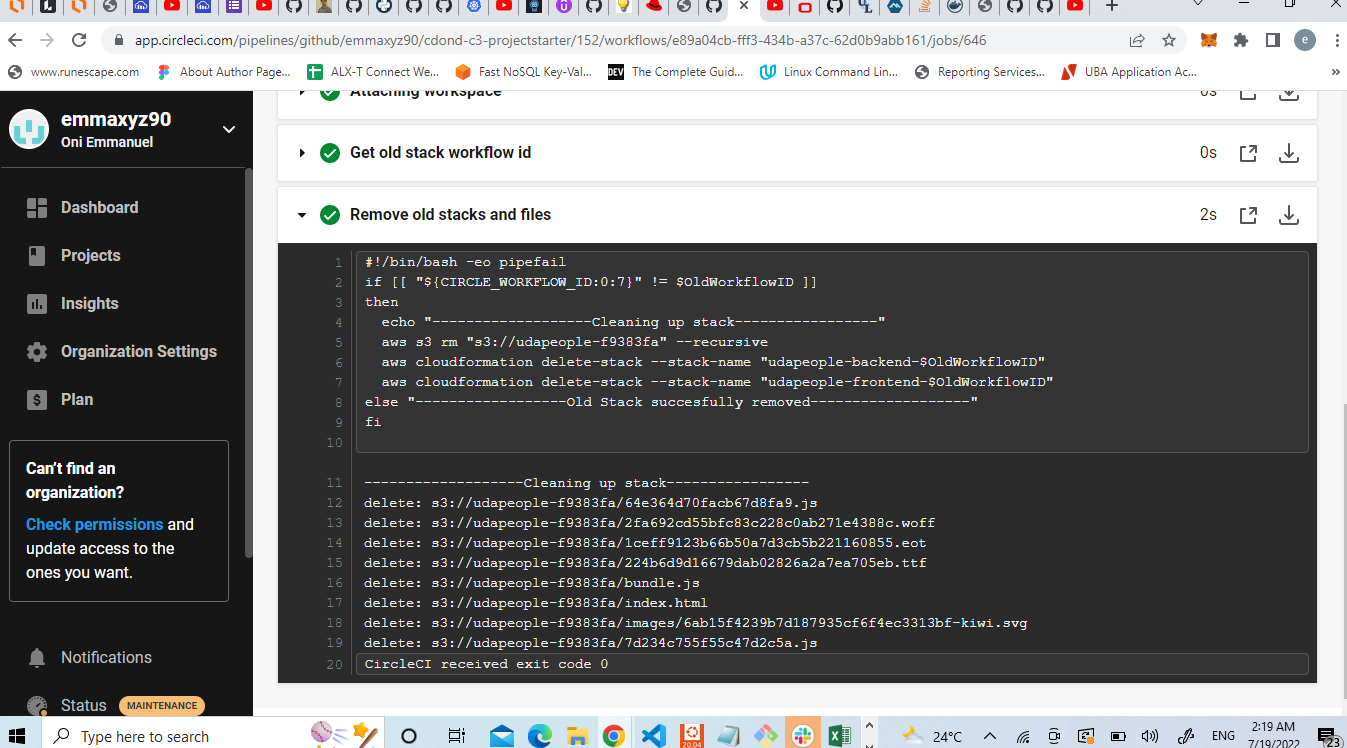 app.circleci.com/pipelines/github/emmaxyz90/cdond-c3-projectstarter/152/workflows/e89a04cb-fff3-434b-a37c-62d0b9abb161/jobs/646
e
www.runescape.com
About Author Page...
ALX-T Connect We...
Fast NoSQL Key-Val...
DEV
The Complete Guid...
Linux Command Lin...
Reporting Services...
UBA Application Ac...
»
emmaxyz90
Oni Emmanuel
Dashboard
Projects
Insights
Organization Settings
Plan
Can't find an
organization?
Check permissions and
update access to the
ones you want.
Notifications
Status MAINTENANCE
Attaching workspace 0s
Get old stack workflow id 0s
Remove old stacks and files 2s
1 #!/bin/bash -eo pipefail
2 if [[ "${CIRCLE_WORKFLOW_ID:0:7}" != $OldWorkflowID ]]
3 then
4 echo "-------------------Cleaning up stack-----------------"
5 aws s3 rm "s3://udapeople-f9383fa" --recursive
6 aws cloudformation delete-stack --stack-name "udapeople-backend-$OldWorkflowID"
7 aws cloudformation delete-stack --stack-name "udapeople-frontend-$OldWorkflowID"
8 else "------------------Old Stack succesfully removed-------------------"
9 fi
10
11 -------------------Cleaning up stack-----------------
12 delete: s3://udapeople-f9383fa/64e364d70facb67d8fa9.js
13 delete: s3://udapeople-f9383fa/2fa692cd55bfc83c228c0ab271e4388c.woff
14 delete: s3://udapeople-f9383fa/1ceff9123b66b50a7d3cb5b221160855.eot
15 delete: s3://udapeople-f9383fa/224b6d9d16679dab02826a2a7ea705eb.ttf
16 delete: s3://udapeople-f9383fa/bundle.js
17 delete: s3://udapeople-f9383fa/index.html
18 delete: s3://udapeople-f9383fa/images/6ab15f4239b7d187935cf6f4ec3313bf-kiwi.svg
19 delete: s3://udapeople-f9383fa/7d234c755f55c47d2c5a.js
20 CircleCI received exit code 0
Type here to search
20.04
24°C
ENG
2:19 AM
7/19/2022
23